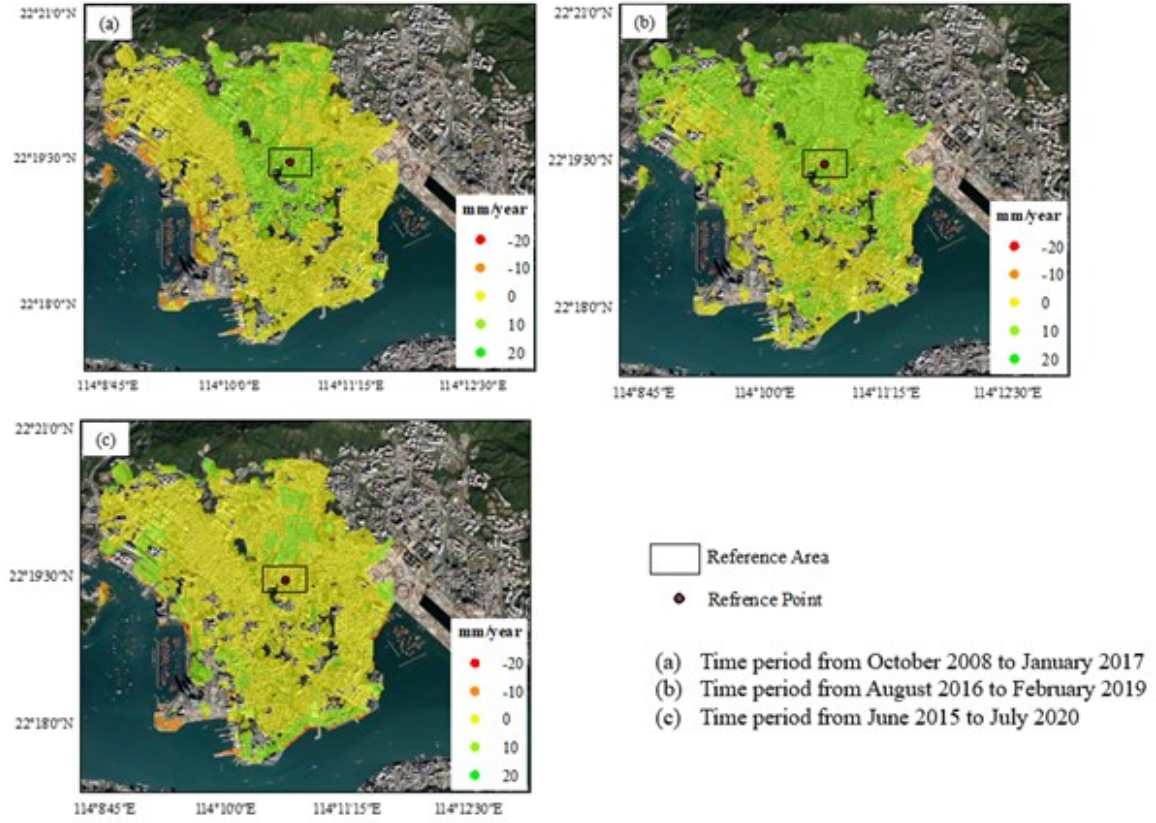 (a)
22°21'0"N
22°19'30"N
22°18'0"N
114°8'45"E 114°10'0"E 114°11'15"E 114°12'30"E
mm/year
-20
-10
0
10
20
(b)
22°21'0"N
22°19'30"N
22°18'0"N
114°8'45"E 114°10'0"E 114°11'15"E 114°12'30"E
mm/year
-20
-10
0
10
20
(c)
22°21'0"N
22°19'30"N
22°18'0"N
114°8'45"E 114°10'0"E 114°11'15"E 114°12'30"E
mm/year
-20
-10
0
10
20
Reference Area
Refrence Point
(a) Time period from October 2008 to January 2017
(b) Time period from August 2016 to February 2019
(c) Time period from June 2015 to July 2020